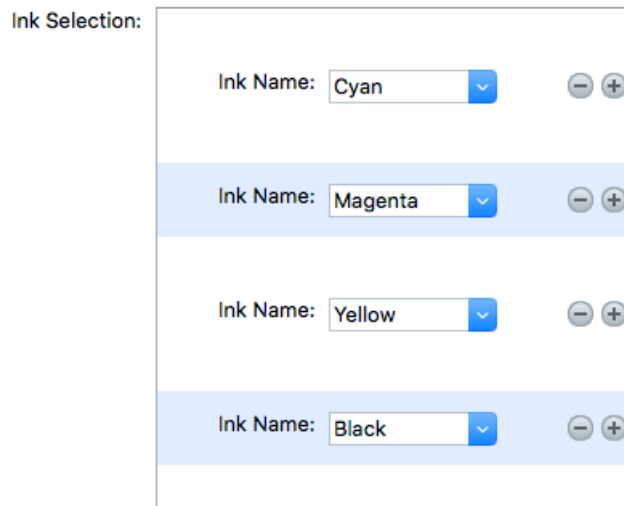 Ink Selection:
Ink Name: Cyan
Ink Name: Magenta
Ink Name: Yellow
Ink Name: Black